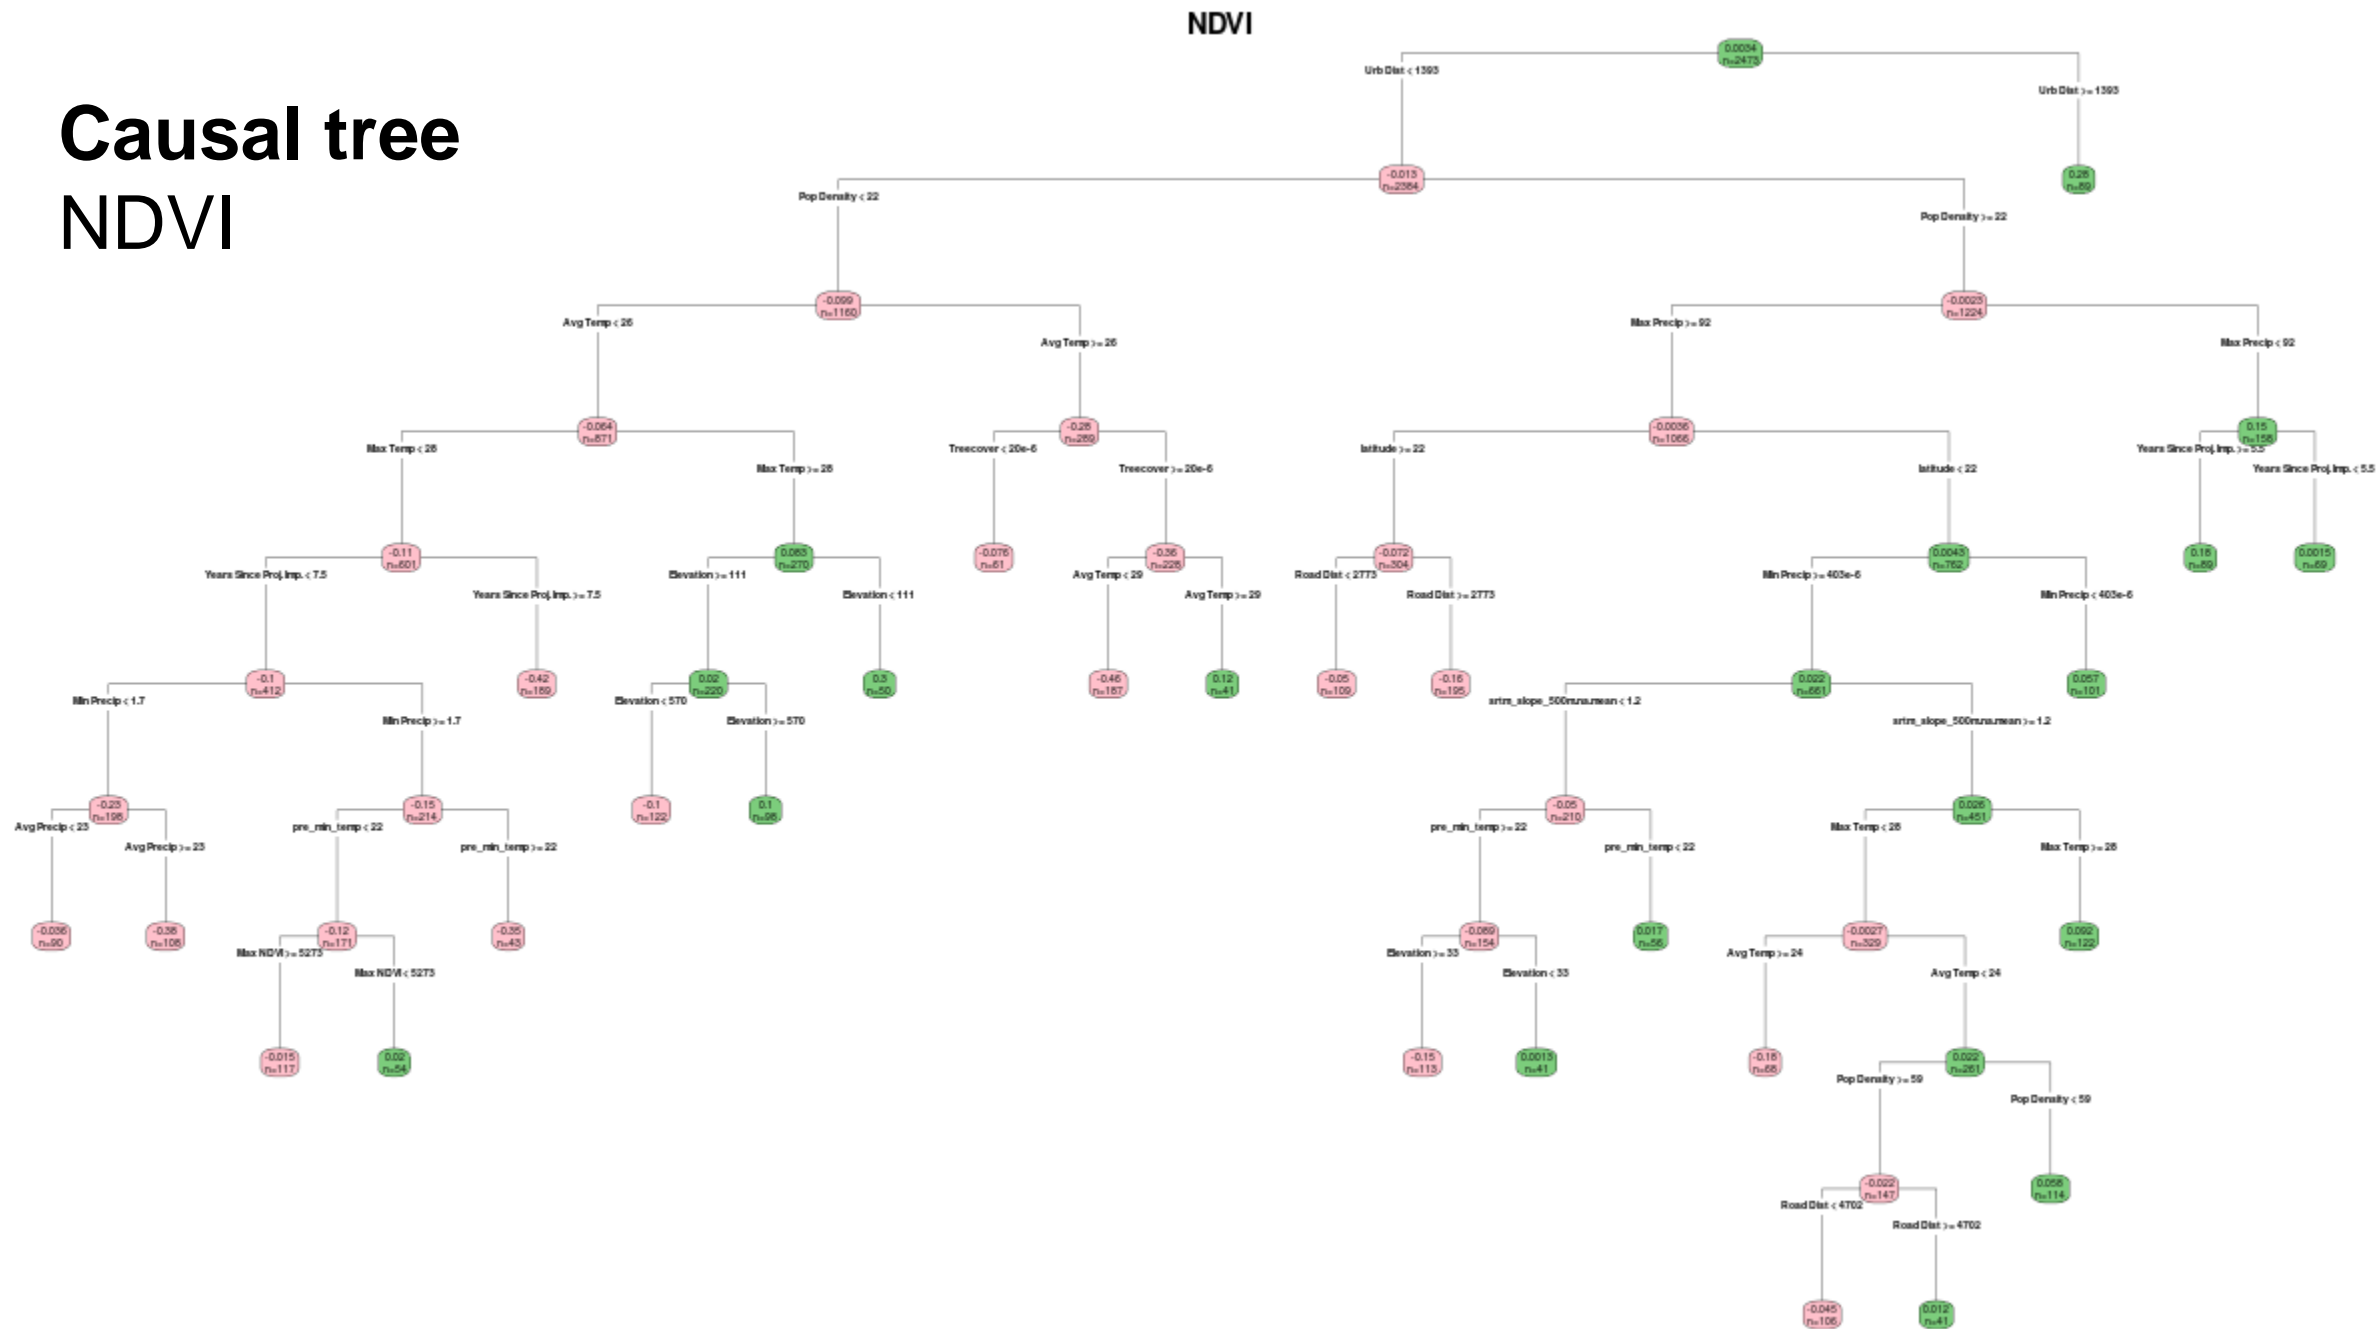 NDVI
Causal tree
NDVI
0.0034
n=2473
Urb Dist < 1393
Urb Dist >= 1393
-0.013
n=2384
0.28
n=89
Pop Density < 22
Pop Density >= 22
-0.099
n=1160
-0.0023
n=1224
Avg Temp < 26
Avg Temp >= 26
Max Precip >= 92
Max Precip < 92
-0.064
n=871
-0.28
n=289
-0.0036
n=1066
0.15
n=158
Max Temp < 28
Max Temp >= 28
Treecover < 20e-6
Treecover >= 20e-6
latitude >= 22
latitude < 22
Years Since Proj. Imp. >= 5.5
Years Since Proj. Imp. < 5.5
-0.11
n=601
0.083
n=270
-0.076
n=61
-0.36
n=228
-0.072
n=304
0.0043
n=762
0.18
n=89
0.0015
n=69
Years Since Proj. Imp. < 7.5
Years Since Proj. Imp. >= 7.5
Elevation >= 111
Elevation < 111
Avg Temp < 29
Avg Temp >= 29
Road Dist < 2773
Road Dist >= 2773
Min Precip >= 403e-6
Min Precip < 403e-6
-0.1
n=412
-0.42
n=189
0.02
n=220
0.3
n=50
-0.46
n=187
0.12
n=41
-0.05
n=109
-0.16
n=195
0.022
n=661
0.057
n=101
Min Precip < 1.7
Min Precip >= 1.7
Elevation < 570
Elevation >= 570
srtm_slope_500m.na.mean < 1.2
srtm_slope_500m.na.mean >= 1.2
-0.23
n=198
-0.15
n=214
-0.1
n=122
0.1
n=98
-0.05
n=210
0.026
n=451
Avg Precip < 23
Avg Precip >= 23
pre_min_temp < 22
pre_min_temp >= 22
pre_min_temp >= 22
pre_min_temp < 22
Max Temp < 28
Max Temp >= 28
-0.036
n=90
-0.38
n=108
-0.12
n=171
-0.35
n=43
-0.089
n=154
0.017
n=56
-0.0027
n=329
0.092
n=122
Max NDVI >= 5273
Max NDVI < 5273
Elevation >= 33
Elevation < 33
Avg Temp >= 24
Avg Temp < 24
-0.015
n=117
0.02
n=54
-0.15
n=113
0.0013
n=41
-0.18
n=68
0.022
n=261
Pop Density >= 59
Pop Density < 59
-0.022
n=147
0.058
n=114
Road Dist < 4702
Road Dist >= 4702
-0.045
n=106
0.012
n=41